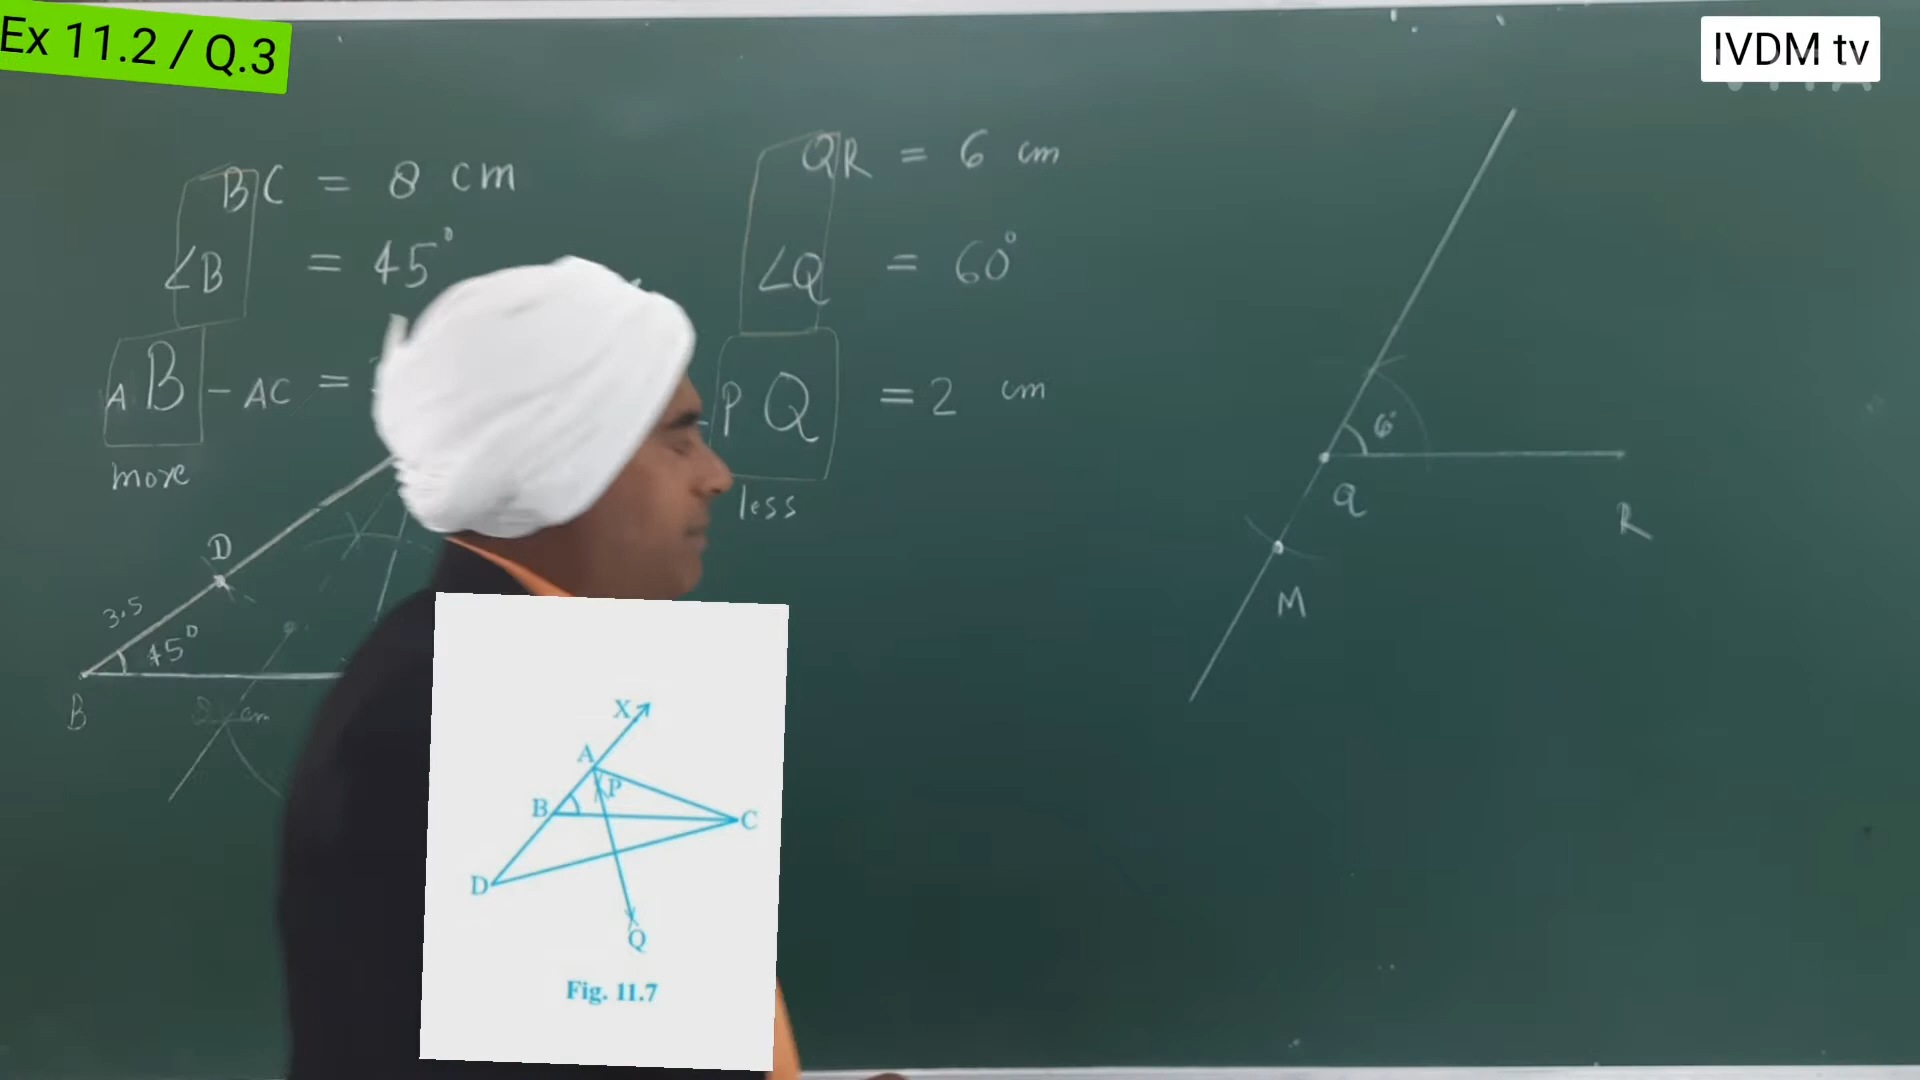 Ex 11.2 / Q.3
IVDM tv
BC = 8 cm
∠B = 45°
AB - AC =
more
D
3.5
45°
B
cm
QR = 6 cm
∠Q = 60°
PQ = 2 cm
less
60°
Q
R
M
X
A
P
B
C
D
Q
Fig. 11.7